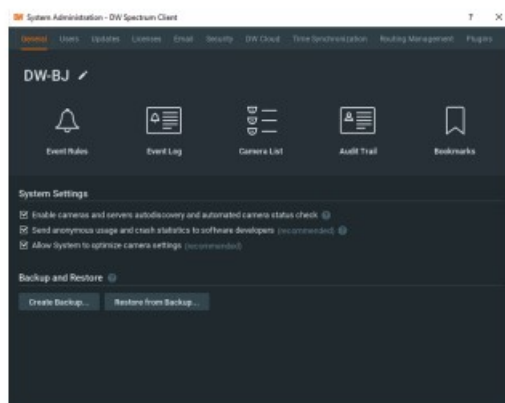 System Administration - DW Spectrum Client
General Users Updates Licenses Email Security DW Cloud Time Synchronization Routing Management Plugins
DW-BJ
Event Rules Event Log Camera List Audit Trail Bookmarks
System Settings
Enable cameras and servers autodiscovery and automated camera status check
Send anonymous usage and crash statistics to software developers (recommended)
Allow System to optimize camera settings (recommended)
Backup and Restore
Create Backup... Restore from Backup...